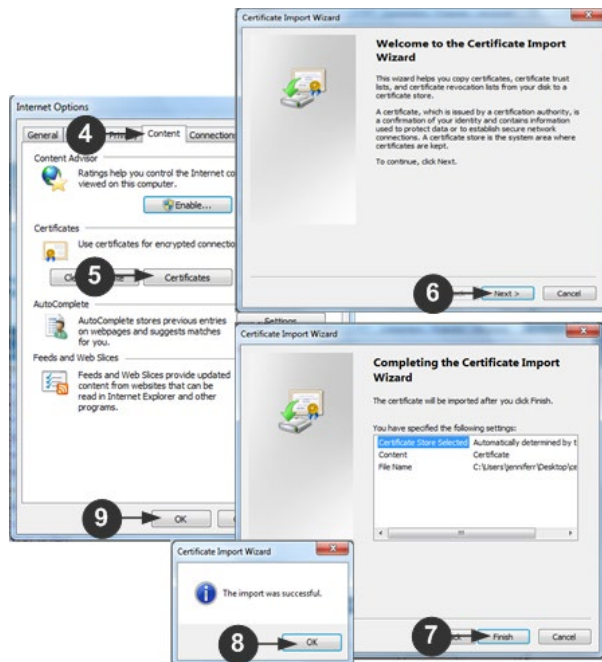 Certificate Import Wizard
Welcome to the Certificate Import
Wizard
This wizard helps you copy certificates, certificate trust
lists, and certificate revocation lists from your disk to a
certificate store.
A certificate, which is issued by a certification authority, is
a confirmation of your identity and contains information
used to protect data or to establish secure network
connections. A certificate store is the system area where
certificates are kept.
To continue, click Next.
6
Next >
Cancel
Internet Options
General
4
Content
Connections
Content Advisor
Ratings help you control the Internet co
viewed on this computer.
Enable...
Certificates
Use certificates for encrypted connectio
5
Certificates
AutoComplete
AutoComplete stores previous entries
on webpages and suggests matches
for you.
Settings
Feeds and Web Slices
Feeds and Web Slices provide updated
content from websites that can be
read in Internet Explorer and other
programs.
9
OK
Certificate Import Wizard
Completing the Certificate Import
Wizard
The certificate will be imported after you click Finish.
You have specified the following settings:
Certificate Store Selected Automatically determined by t
Content Certificate
File Name C:\Users\jenniferr\Desktop\ce
7
Finish
Cancel
Certificate Import Wizard
The import was successful.
8
OK